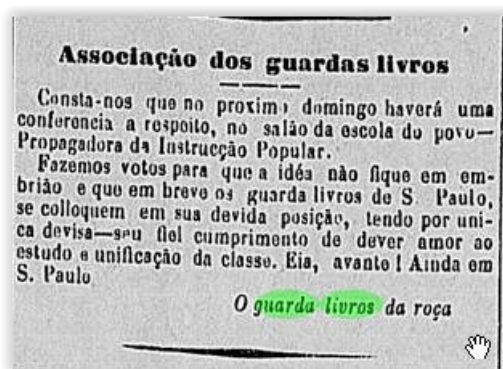 Associação dos guardas livros
Consta-nos que no proximo domingo haverá uma
conferencia a respeito, no salão da escola do povo—
Propagadora da Instrucção Popular.
Fazemos votos para que a idéa não fique em em-
brião e que em breve os guarda livros de S. Paulo,
se colloquem em sua devida posição, tendo por uni-
ca devisa—seu fiel cumprimento de dever amor ao
estudo e unificação da classe. Eia, avante! Ainda em
S. Paulo
O guarda livros da roça